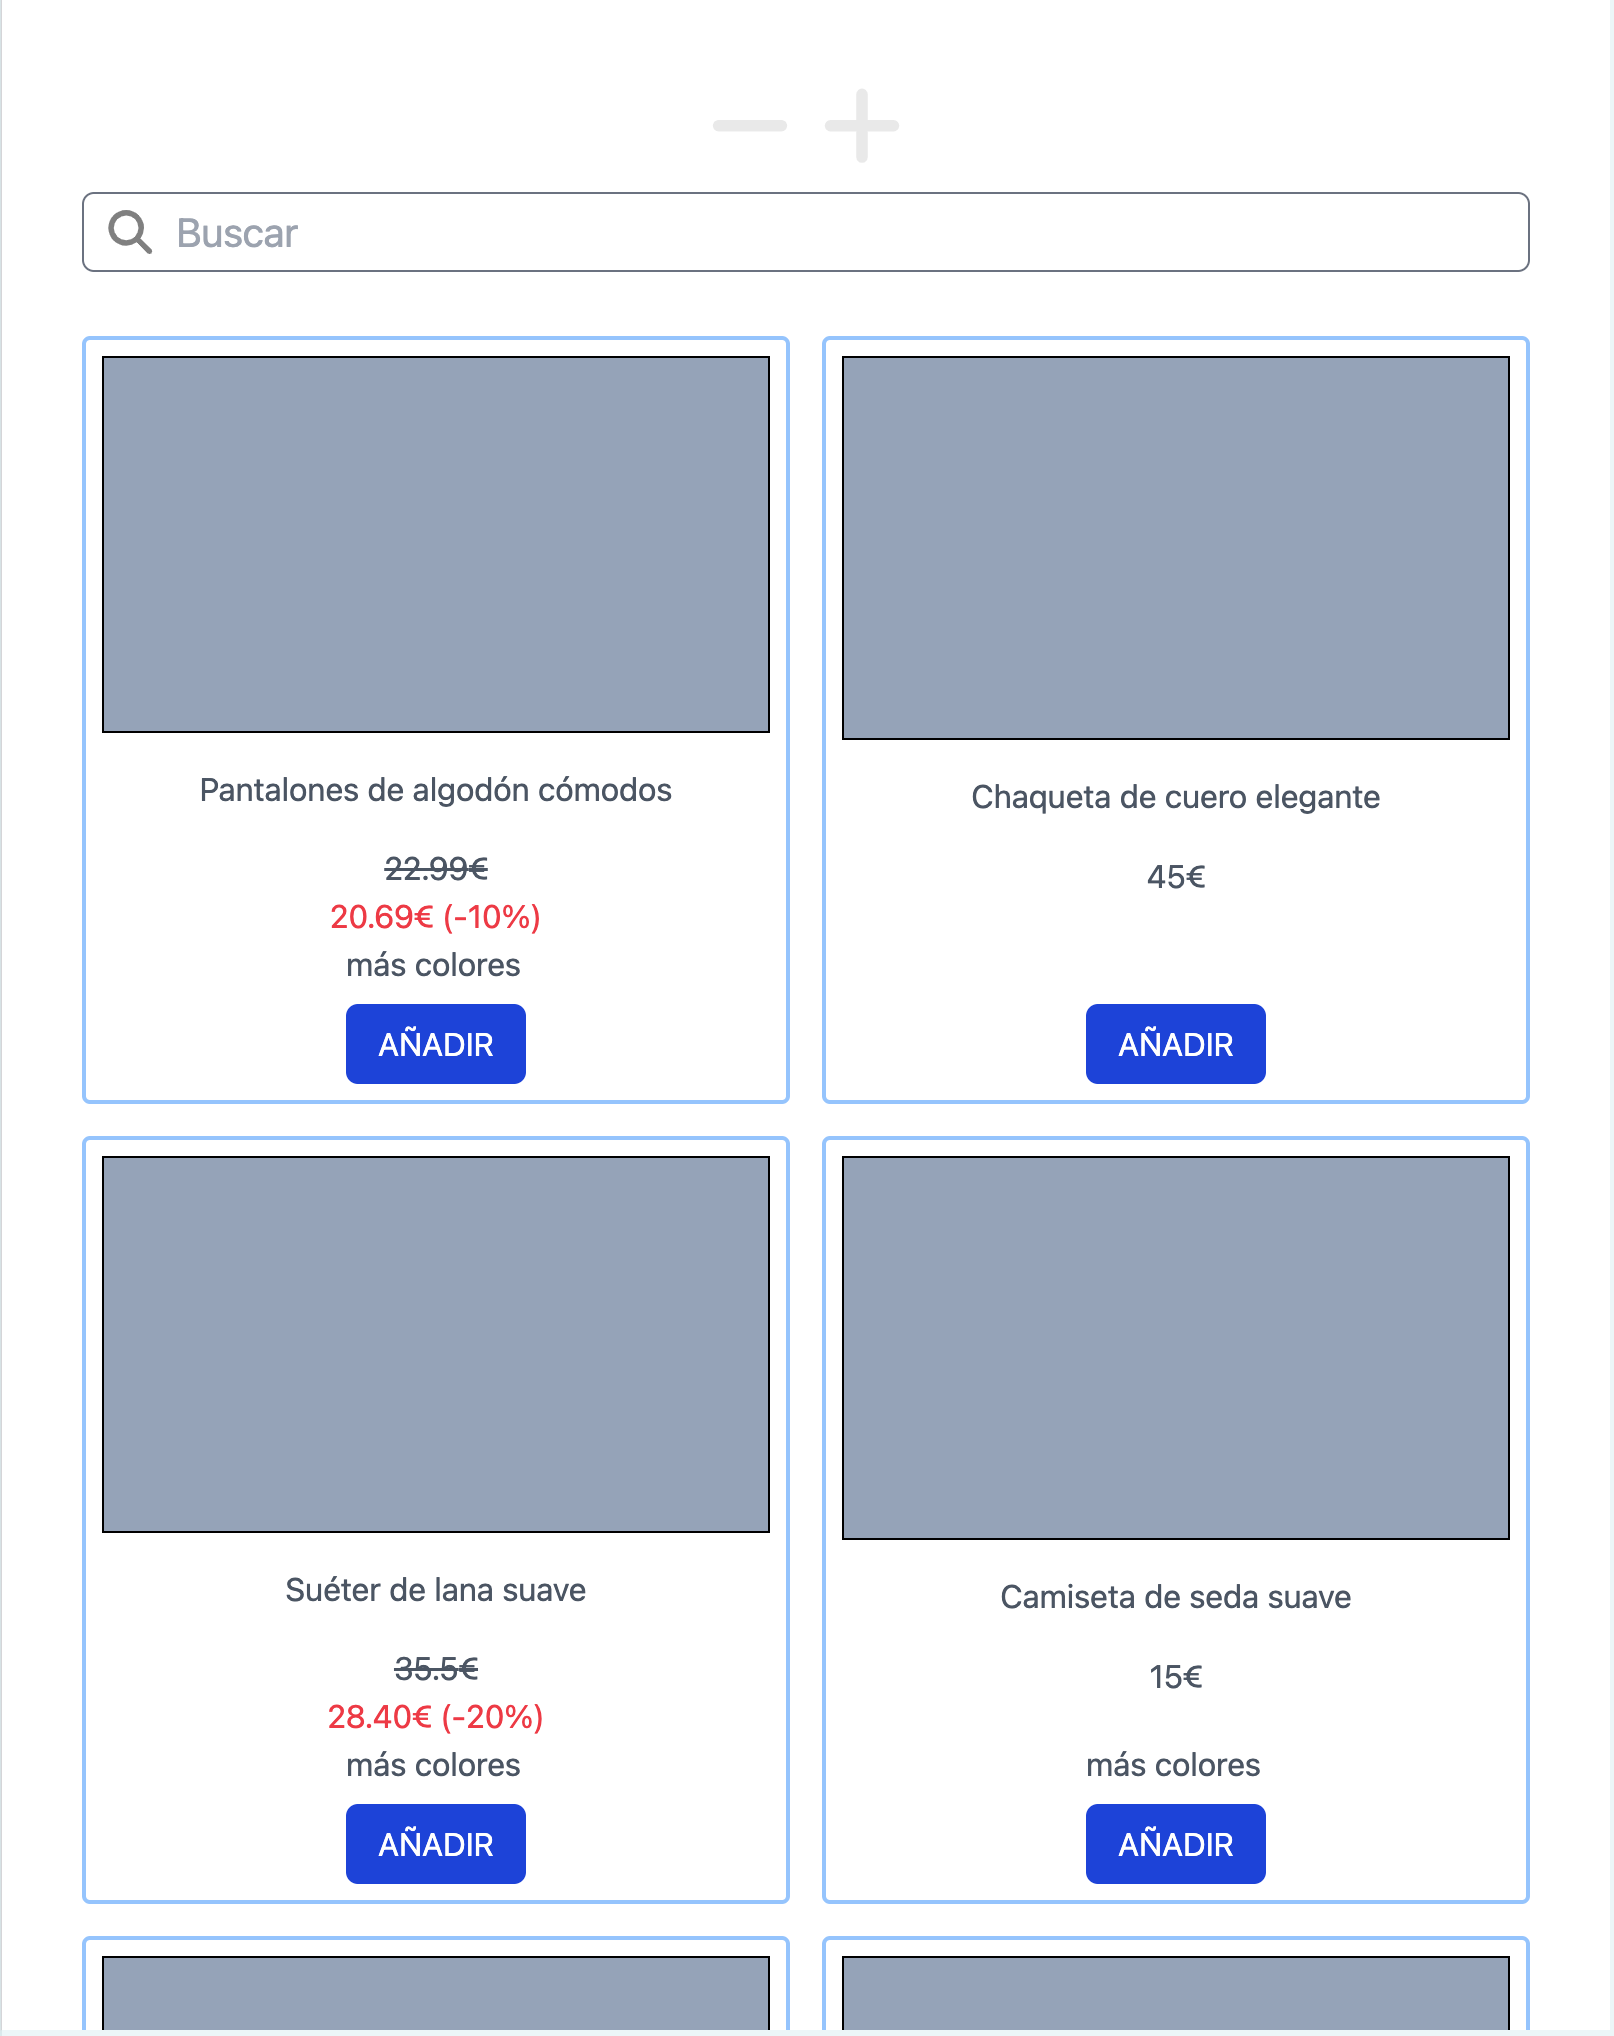 Buscar
Pantalones de algodón cómodos
22.99€
20.69€ (-10%)
más colores
AÑADIR
Chaqueta de cuero elegante
45€
AÑADIR
Suéter de lana suave
35.5€
28.40€ (-20%)
más colores
AÑADIR
Camiseta de seda suave
15€
más colores
AÑADIR